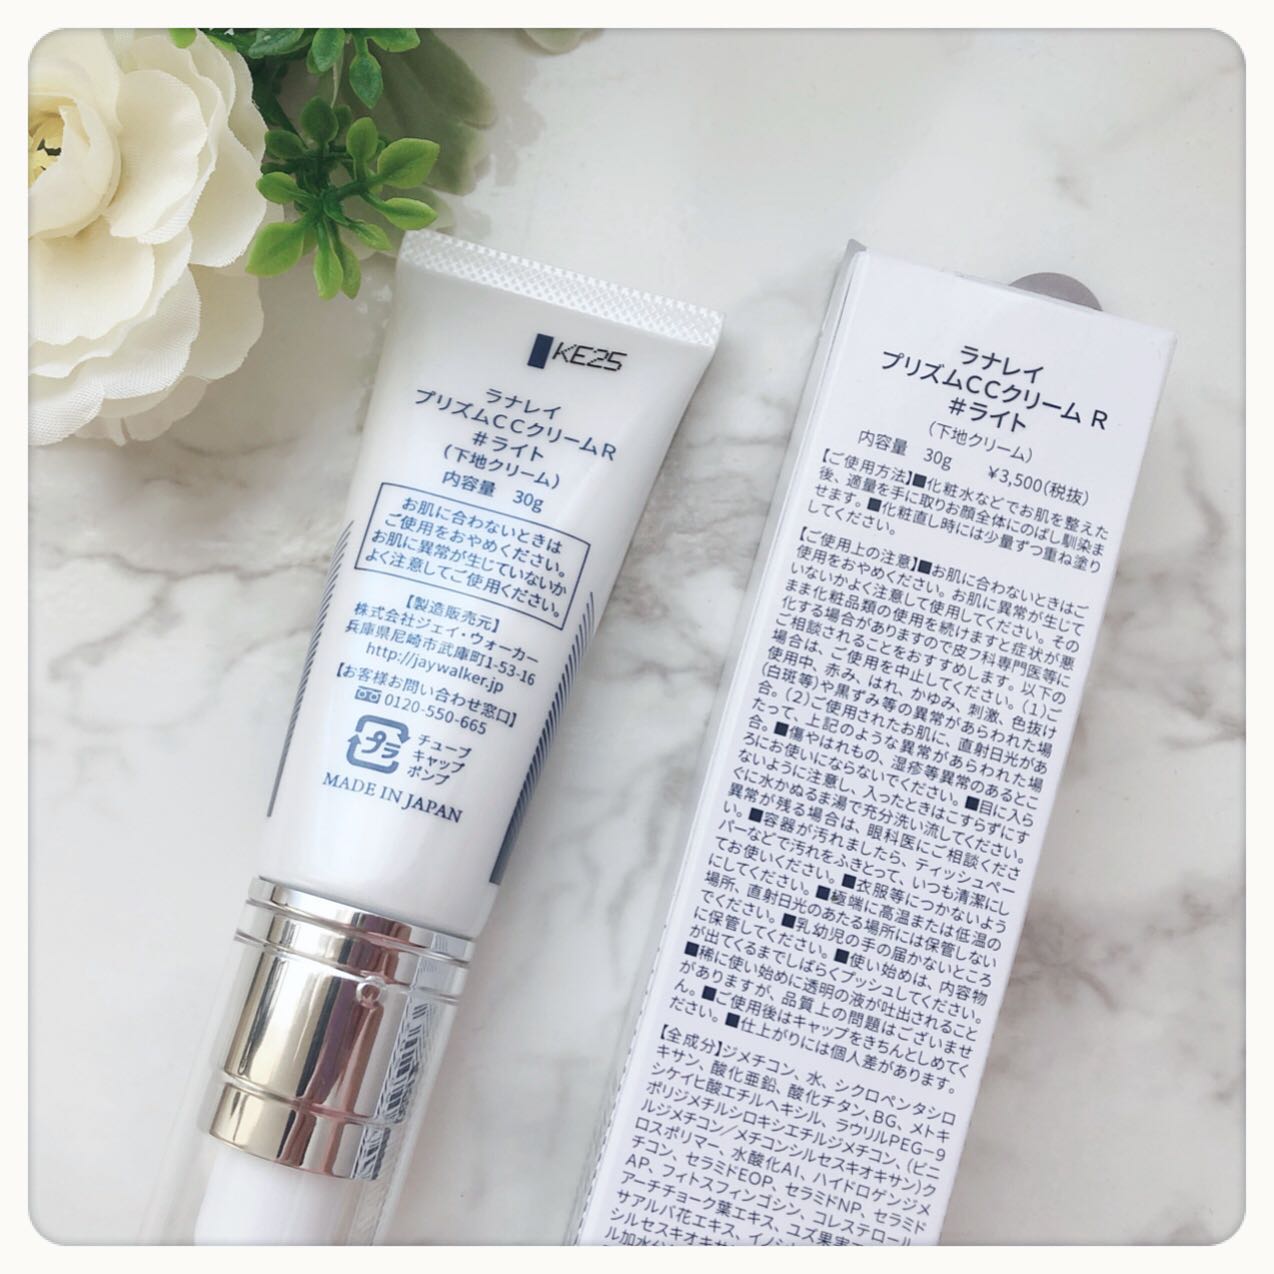 KE25
ラナレイ
プリズムCCクリームR
#ライト
(下地クリーム)
内容量 30g
お肌に合わないときは
ご使用をおやめください。
お肌に異常が生じていないか
よく注意してご使用ください。
【製造販売元】
株式会社ジェイ・ウォーカー
兵庫県尼崎市武庫町1-53-16
http://jaywalker.jp
【お客様お問い合わせ窓口】
0120-550-665
プラ
チューブ
キャップ
ポンプ
MADE IN JAPAN
ラナレイ
プリズムCCクリーム R
#ライト
(下地クリーム)
内容量 30g ¥3,500(税抜)
【ご使用方法】■化粧水などでお肌を整えた
後、適量を手に取りお顔全体にのばし馴染ま
せます。■化粧直し時には少量ずつ重ね塗り
してください。
【ご使用上の注意】■お肌に合わないときはご
使用をおやめください。お肌に異常が生じて
いないかよく注意して使用してください。その
まま化粧品類の使用を続けますと症状が悪
化する場合がありますので皮フ科専門医等に
ご相談されることをおすすめします。以下の
場合は、ご使用を中止してください。(1)ご
使用中、赤み、はれ、かゆみ、刺激、色抜け
(白斑等)や黒ずみ等の異常があらわれた場
合。(2)ご使用されたお肌に、直射日光があ
たって、上記のような異常があらわれた場
合。■傷やはれもの、湿疹等異常のあるとこ
ろにお使いにならないでください。■目に入ら
ないように注意し、入ったときはこすらずにす
ぐに水かぬるま湯で充分洗い流してください。
異常が残る場合は、眼科医にご相談くださ
い。■容器が汚れましたら、ティッシュペー
パーなどで汚れをふきとって、いつも清潔にし
てお使いください。■衣服等につかないよう
にしてください。■極端に高温または低温の
場所、直射日光のあたる場所には保管しない
でください。■乳幼児の手の届かないところ
に保管してください。■使い始めは、内容物
が出てくるまでしばらくプッシュしてください。
■稀に使い始めに透明の液が吐出されること
がありますが、品質上の問題はございませ
ん。■ご使用後はキャップをきちんとしめてく
ださい。■仕上がりには個人差があります。
【全成分】ジメチコン、水、シクロペンタシロ
キサン、酸化亜鉛、酸化チタン、BG、メトキ
シケイヒ酸エチルヘキシル、ラウリルPEG-9
ポリジメチルシロキシエチルジメチコン、(ビニ
ルジメチコン/メチコンシルセスキオキサン)ク
ロスポリマー、水酸化Al、ハイドロゲンジメ
チコン、セラミドEOP、セラミドNP、セラミド
AP、フィトスフィンゴシン、コレステロール
アーチチョーク葉エキス、ユズ果実
サアルバ花エキス、イノシ
シルセスキオキサ
ル加水分